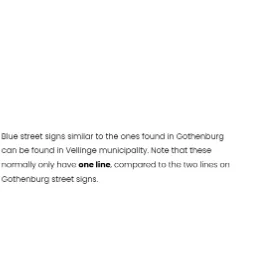 Blue street signs similar to the ones found in Gothenburg
can be found in Vellinge municipality. Note that these
normally only have one line, compared to the two lines on
Gothenburg street signs.